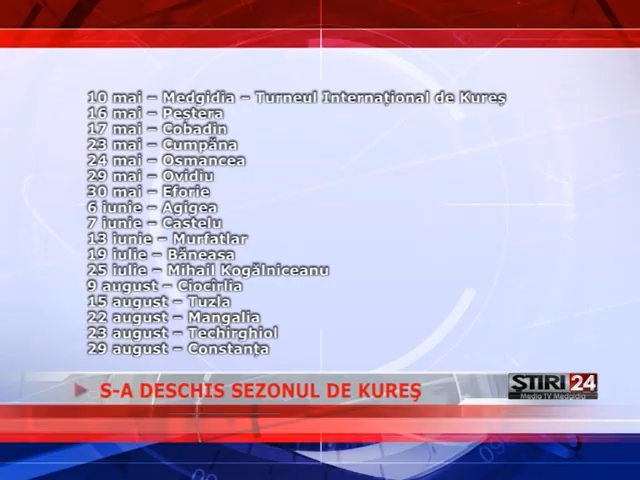 10 mai – Medgidia – Turneul Internațional de Kureș
16 mai – Peștera
17 mai – Cobadin
23 mai – Cumpăna
24 mai – Osmancea
29 mai – Ovidiu
30 mai – Eforie
6 iunie – Agigea
7 iunie – Castelu
13 iunie – Murfatlar
19 iulie – Băneasa
25 iulie – Mihail Kogălniceanu
9 august – Ciocirlia
15 august – Tuzla
22 august – Mangalia
23 august – Techirghiol
29 august – Constanța
S-A DESCHIS SEZONUL DE KUREŞ
ŞTIRI 24
Media TV Medgidia